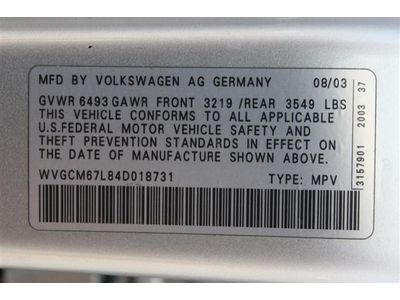 MFD BY VOLKSWAGEN AG GERMANY 08/03
GVWR 6493 GAWR FRONT 3219 /REAR 3549 LBS
THIS VEHICLE CONFORMS TO ALL APPLICABLE
U.S.FEDERAL MOTOR VEHICLE SAFETY AND
THEFT PREVENTION STANDARDS IN EFFECT ON
THE DATE OF MANUFACTURE SHOWN ABOVE.
WVGCM67L84D018731 TYPE: MPV
3157901 2003 37